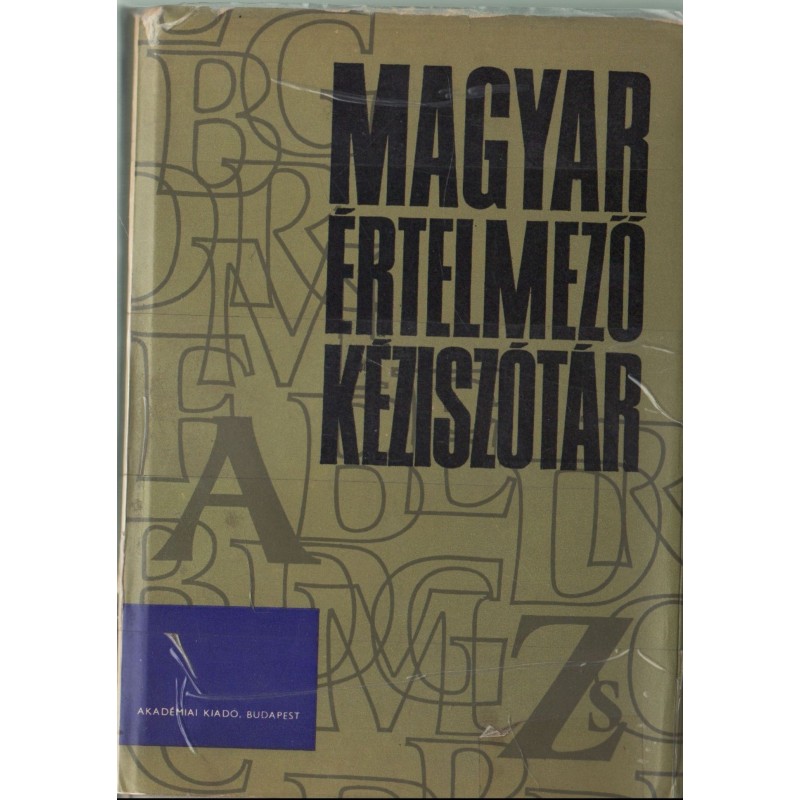 MAGYAR
ÉRTELMEZŐ
KÉZISZÓTÁR
A
Zs
AKADÉMIAI KIADÓ, BUDAPEST